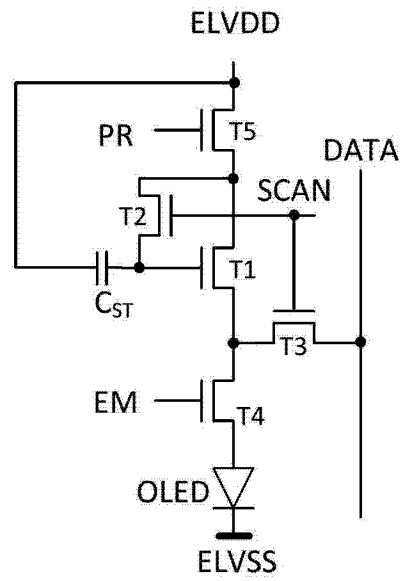 ELVDD
PR
T5
DATA
T2
SCAN
T1
CST
T3
EM
T4
OLED
ELVSS